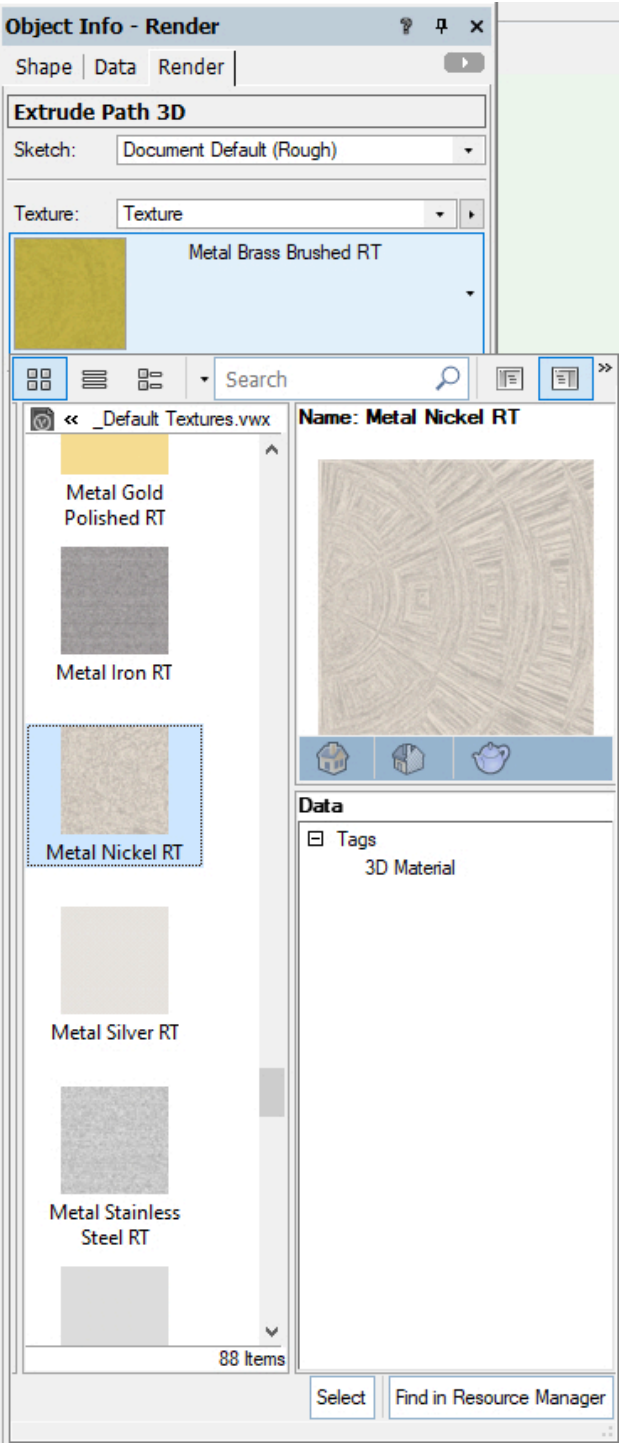 Object Info - Render
Shape Data Render
Extrude Path 3D
Sketch: Document Default (Rough)
Texture: Texture
Metal Brass Brushed RT
Search
« _Default Textures.vwx
Metal Gold
Polished RT
Metal Iron RT
Metal Nickel RT
Metal Silver RT
Metal Stainless
Steel RT
88 Items
Name: Metal Nickel RT
Data
Tags
3D Material
Select
Find in Resource Manager